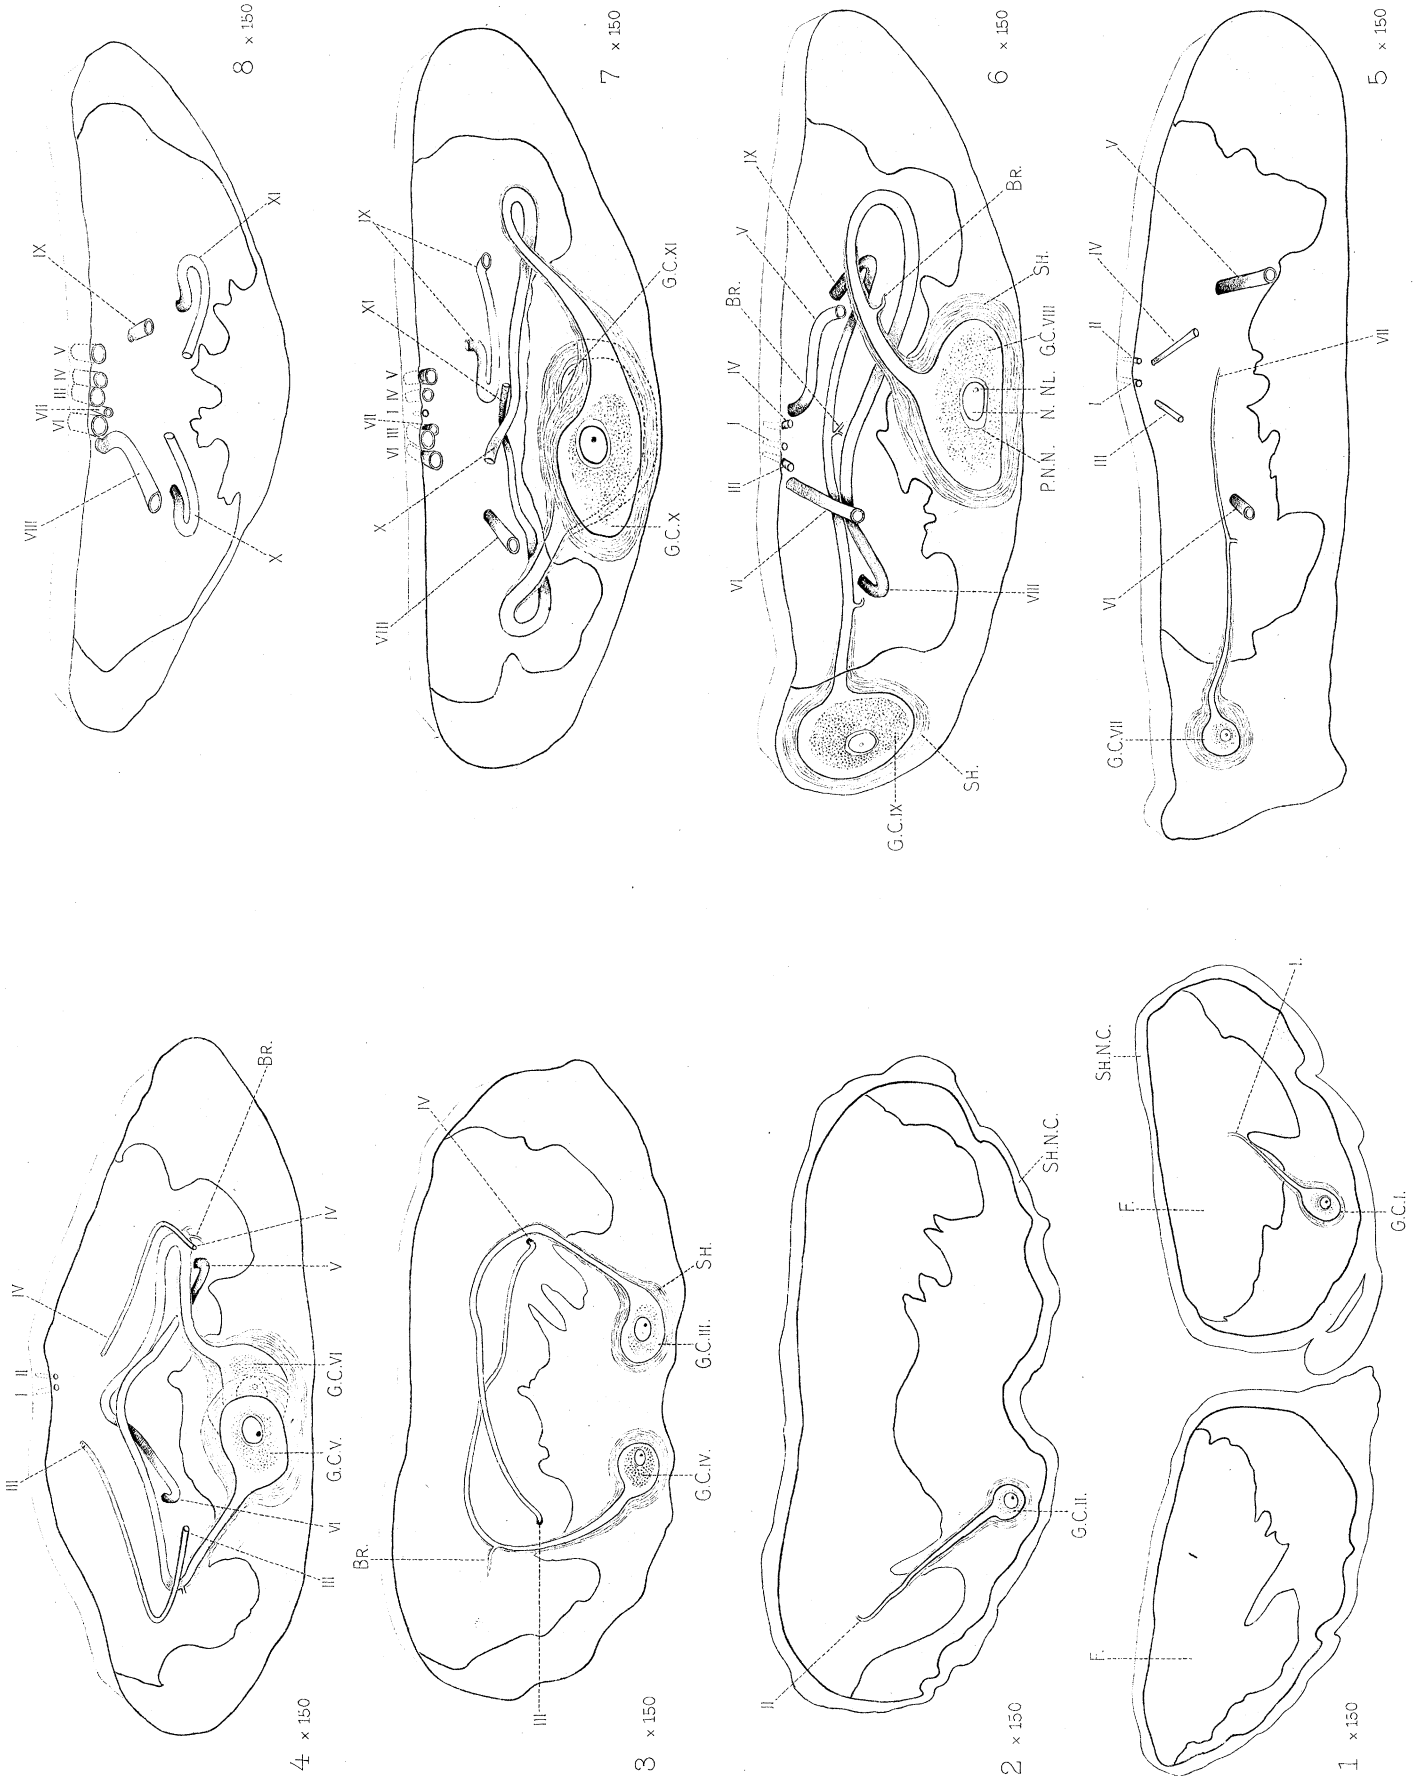 8 × 150
IX
V
IV
III
VII
VI
VIII
X
XI
7 × 150
IX
XI
V
IV
I
VII
III
VI
X
VIII
G.C.XI
G.C.X
6 × 150
IX
V
BR.
IV
I
III
VI
VIII
BR.
SH.
G.C.VIII
NL.
N.
P.N.N.
SH.
G.C.IX
5 × 150
V
IV
II
I
III
VI
VII
G.C.VII
4 × 150
IV
II
I
III
BR.
IV
V
G.C.VI
G.C.V.
VI
III
3 × 150
IV
SH.
G.C.III.
G.C.IV.
BR.
III
2 × 150
SH.N.C.
G.C.II.
II
1 × 150
SH.N.C.
F.
I.
G.C.I.
F.